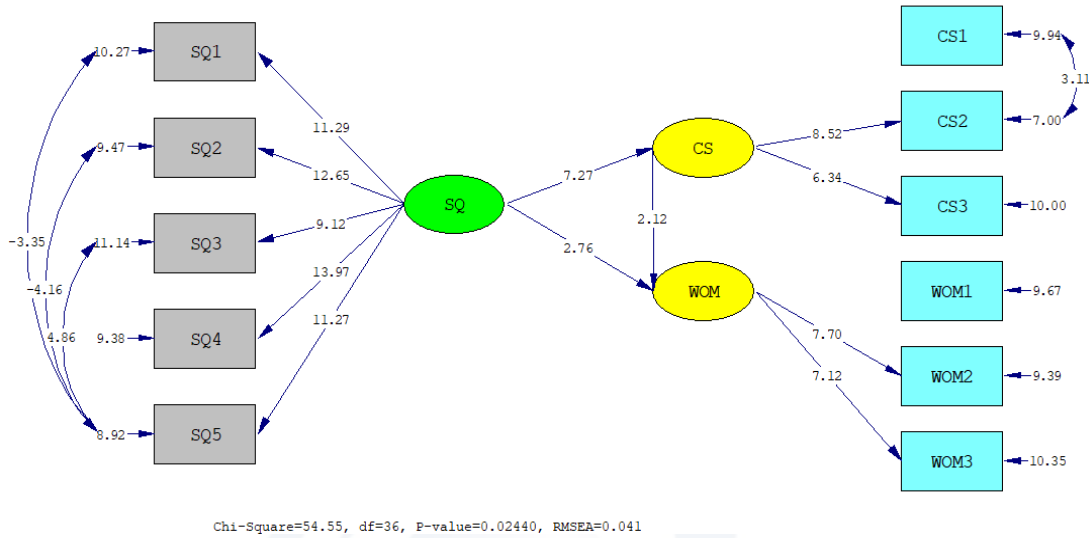 10.27
SQ1
11.29
9.47
SQ2
12.65
11.14
SQ3
9.12
-3.35
-4.16
4.86
9.38
SQ4
13.97
8.92
SQ5
11.27
SQ
7.27
2.76
CS
2.12
WOM
8.52
6.34
7.70
7.12
CS1
9.94
3.11
CS2
7.00
CS3
10.00
WOM1
9.67
WOM2
9.39
WOM3
10.35
Chi-Square=54.55, df=36, P-value=0.02440, RMSEA=0.041